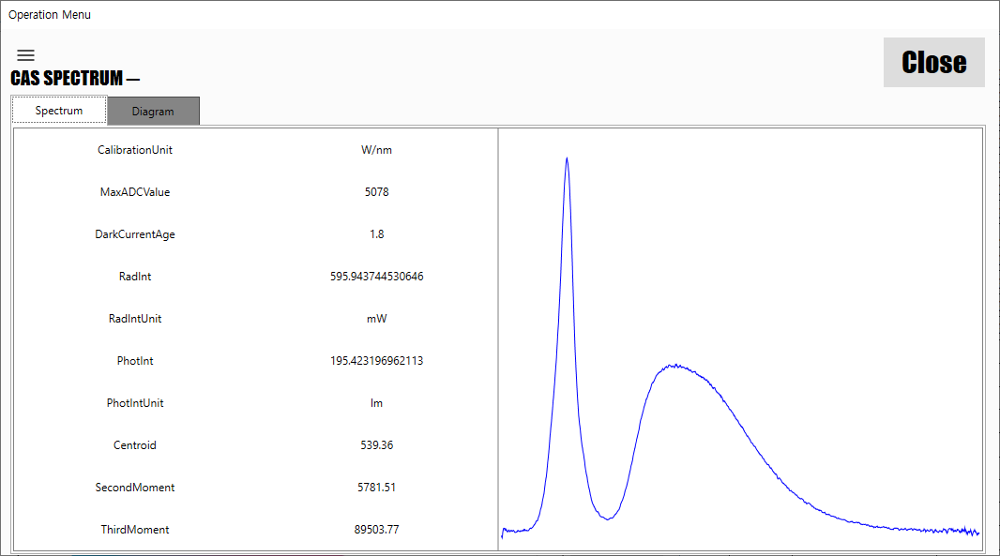 Operation Menu
CAS SPECTRUM —
Close
Spectrum Diagram
CalibrationUnit W/nm
MaxADCValue 5078
DarkCurrentAge 1.8
RadInt 595.943744530646
RadIntUnit mW
PhotInt 195.423196962113
PhotIntUnit lm
Centroid 539.36
SecondMoment 5781.51
ThirdMoment 89503.77